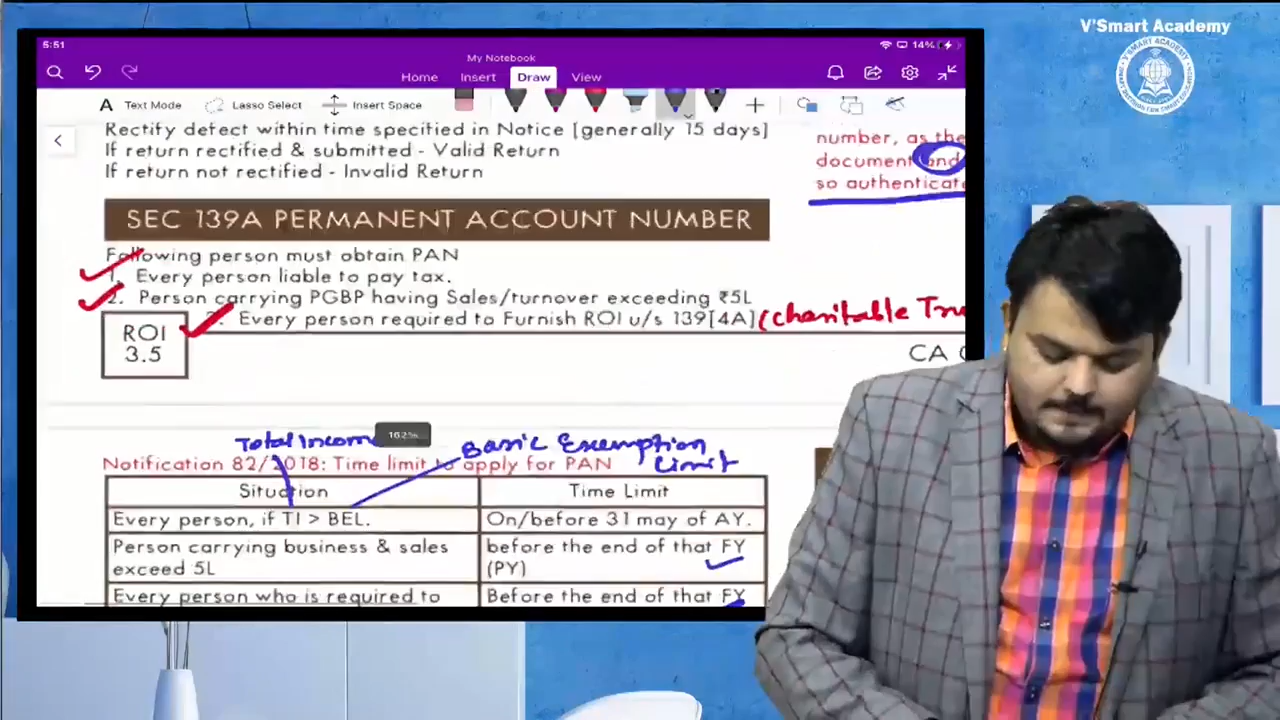 V'Smart Academy
5:51
14%
My Notebook
Home Insert Draw View
Text Mode Lasso Select Insert Space
Rectify defect within time specified in Notice [generally 15 days]
If return rectified & submitted - Valid Return
If return not rectified - Invalid Return
number, as the
document and
so authenticat
SEC 139A PERMANENT ACCOUNT NUMBER
Following person must obtain PAN
1. Every person liable to pay tax.
2. Person carrying PGBP having Sales/turnover exceeding ₹5L
3. Every person required to Furnish ROI u/s 139[4A] (charitable Tru
ROI
3.5
CA
162%
Total Incom
Basic Exemption
Limit
Notification 82/2018: Time limit to apply for PAN
Situation Time Limit
Every person, if TI > BEL. On/before 31 may of AY.
Person carrying business & sales exceed 5L before the end of that FY (PY)
Every person who is required to Before the end of that FY